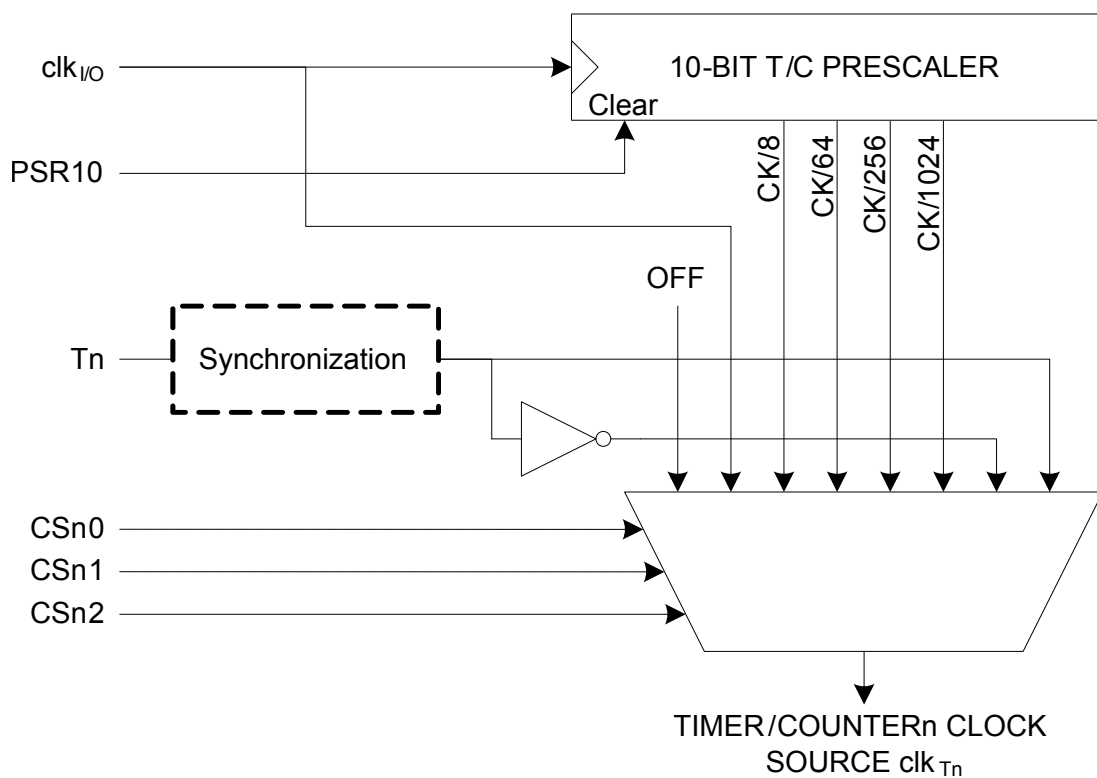 clkI/O
10-BIT T/C PRESCALER
Clear
PSR10
CK/8
CK/64
CK/256
CK/1024
OFF
Tn
Synchronization
CSn0
CSn1
CSn2
TIMER/COUNTERn CLOCK
SOURCE clkTn